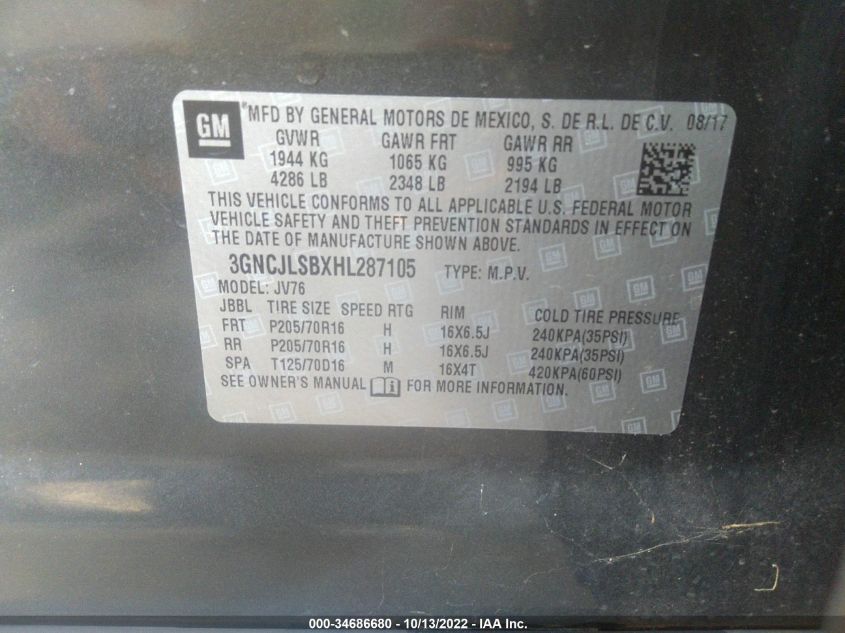 GM
*MFD BY GENERAL MOTORS DE MEXICO, S. DE R.L. DE C.V. 08/17
GVWR GAWR FRT GAWR RR
1944 KG 1065 KG 995 KG
4286 LB 2348 LB 2194 LB
THIS VEHICLE CONFORMS TO ALL APPLICABLE U.S. FEDERAL MOTOR
VEHICLE SAFETY AND THEFT PREVENTION STANDARDS IN EFFECT ON
THE DATE OF MANUFACTURE SHOWN ABOVE.
3GNCJLSBXHL287105 TYPE: M.P.V.
MODEL: JV76
JBBL TIRE SIZE SPEED RTG RIM COLD TIRE PRESSURE
FRT P205/70R16 H 16X6.5J 240KPA(35PSI)
RR P205/70R16 H 16X6.5J 240KPA(35PSI)
SPA T125/70D16 M 16X4T 420KPA(60PSI)
SEE OWNER'S MANUAL FOR MORE INFORMATION.
000-34686680 - 10/13/2022 - IAA Inc.